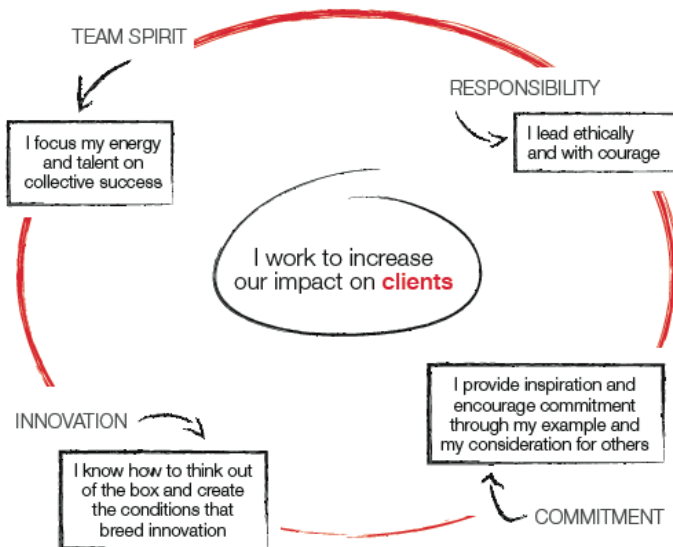 TEAM SPIRIT
I focus my energy
and talent on
collective success
RESPONSIBILITY
I lead ethically
and with courage
I work to increase
our impact on clients
INNOVATION
I know how to think out
of the box and create
the conditions that
breed innovation
I provide inspiration and
encourage commitment
through my example and
my consideration for others
COMMITMENT